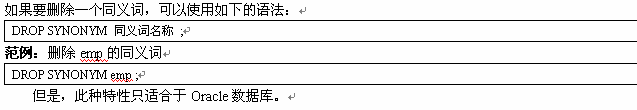 如果要删除一个同义词，可以使用如下的语法：
DROP SYNONYM 同义词名称 ;
范例：删除 emp 的同义词
DROP SYNONYM emp ;
但是，此种特性只适合于 Oracle 数据库。